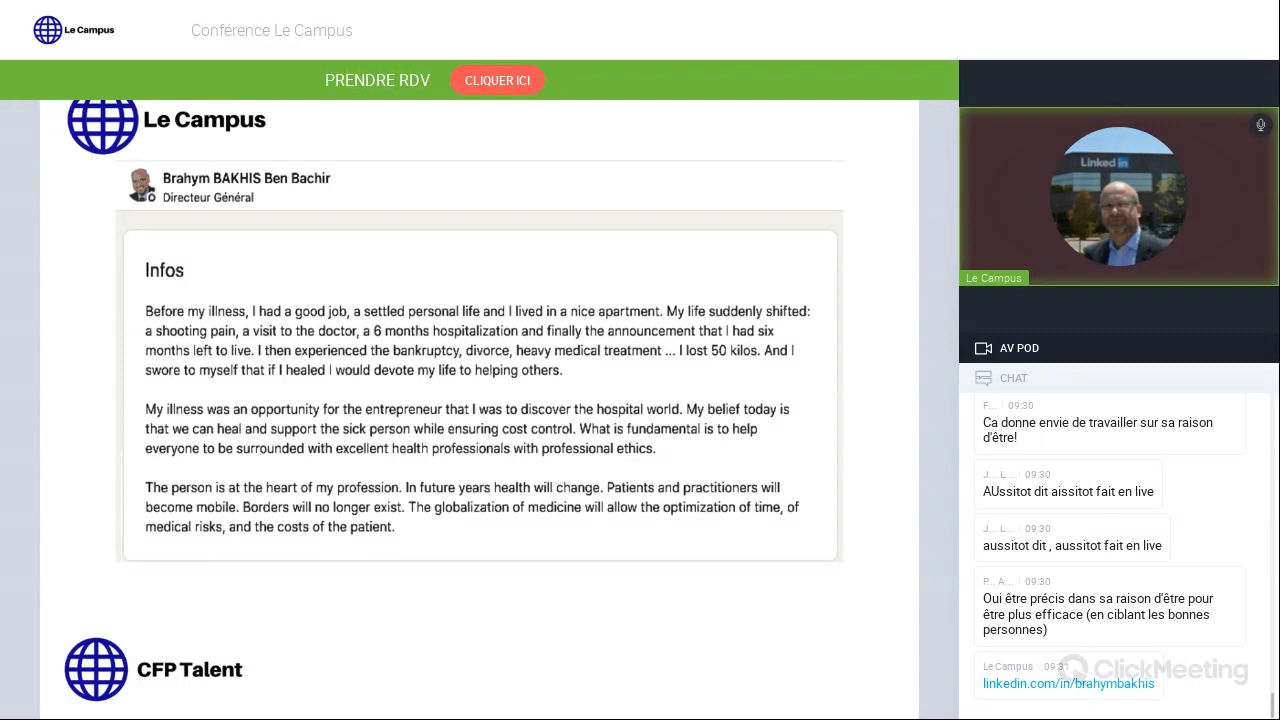 Le Campus
Conférence Le Campus
PRENDRE RDV
CLIQUER ICI
Le Campus
Brahym BAKHIS Ben Bachir
Directeur Général
Infos
Before my illness, I had a good job, a settled personal life and I lived in a nice apartment. My life suddenly shifted:
a shooting pain, a visit to the doctor, a 6 months hospitalization and finally the announcement that I had six
months left to live. I then experienced the bankruptcy, divorce, heavy medical treatment ... I lost 50 kilos. And I
swore to myself that if I healed I would devote my life to helping others.
My illness was an opportunity for the entrepreneur that I was to discover the hospital world. My belief today is
that we can heal and support the sick person while ensuring cost control. What is fundamental is to help
everyone to be surrounded with excellent health professionals with professional ethics.
The person is at the heart of my profession. In future years health will change. Patients and practitioners will
become mobile. Borders will no longer exist. The globalization of medicine will allow the optimization of time, of
medical risks, and the costs of the patient.
CFP Talent
Linked in
Le Campus
AV POD
CHAT
F... 09:30
Ca donne envie de travailler sur sa raison
d'être!
J... L... 09:30
AUssitot dit aissitot fait en live
J... L... 09:30
aussitot dit , aussitot fait en live
P... A... 09:30
Oui être précis dans sa raison d'être pour
être plus efficace (en ciblant les bonnes
personnes)
Le Campus 09:31
linkedin.com/in/brahymbakhis
ClickMeeting